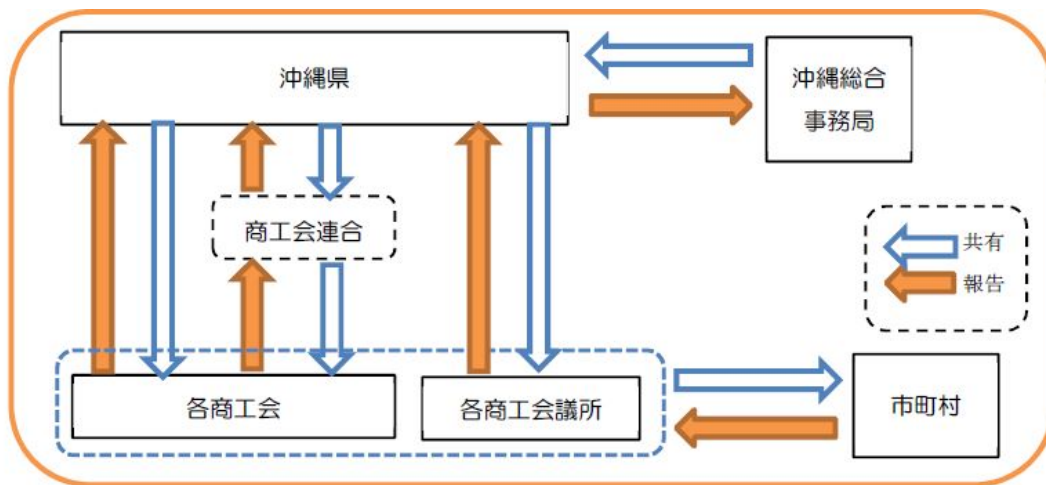 沖縄県
沖縄総合
事務局
商工会連合
共有
報告
各商工会
各商工会議所
市町村